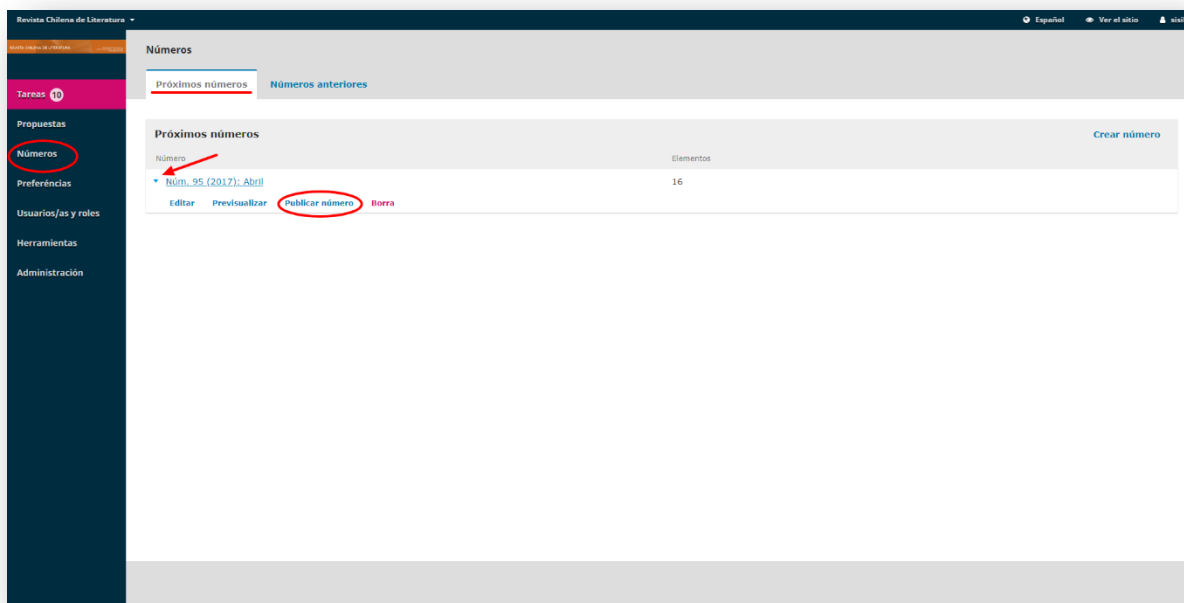 Revista Chilena de Literatura
Español
Ver el sitio
Números
Próximos números
Números anteriores
Tareas 10
Propuestas
Números
Preferéncias
Usuarios/as y roles
Herramientas
Administración
Próximos números
Crear número
Número
Elementos
Núm. 95 (2017): Abril
16
Editar
Previsualizar
Publicar número
Borra